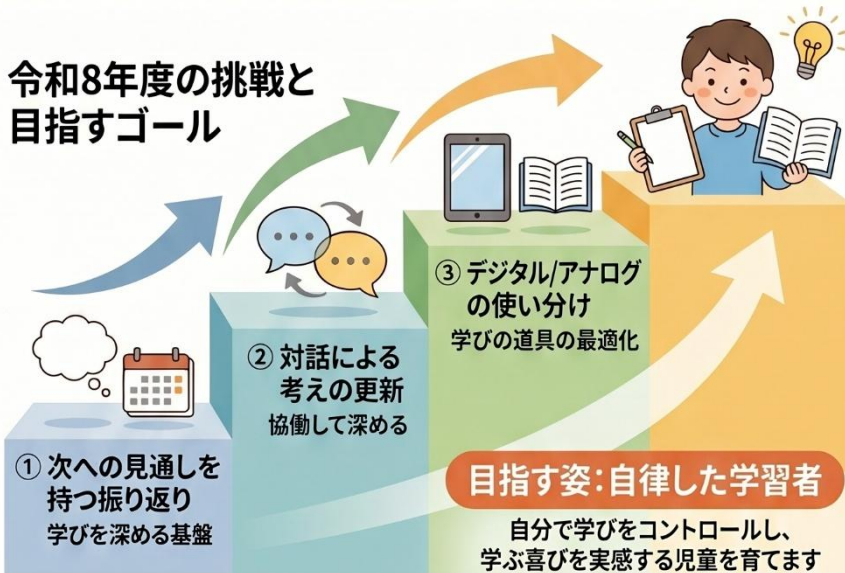 令和8年度の挑戦と
目指すゴール
① 次への見通しを
持つ振り返り
学びを深める基盤
② 対話による
考えの更新
協働して深める
③ デジタル/アナログ
の使い分け
学びの道具の最適化
目指す姿：自律した学習者
自分で学びをコントロールし、
学ぶ喜びを実感する児童を育てます